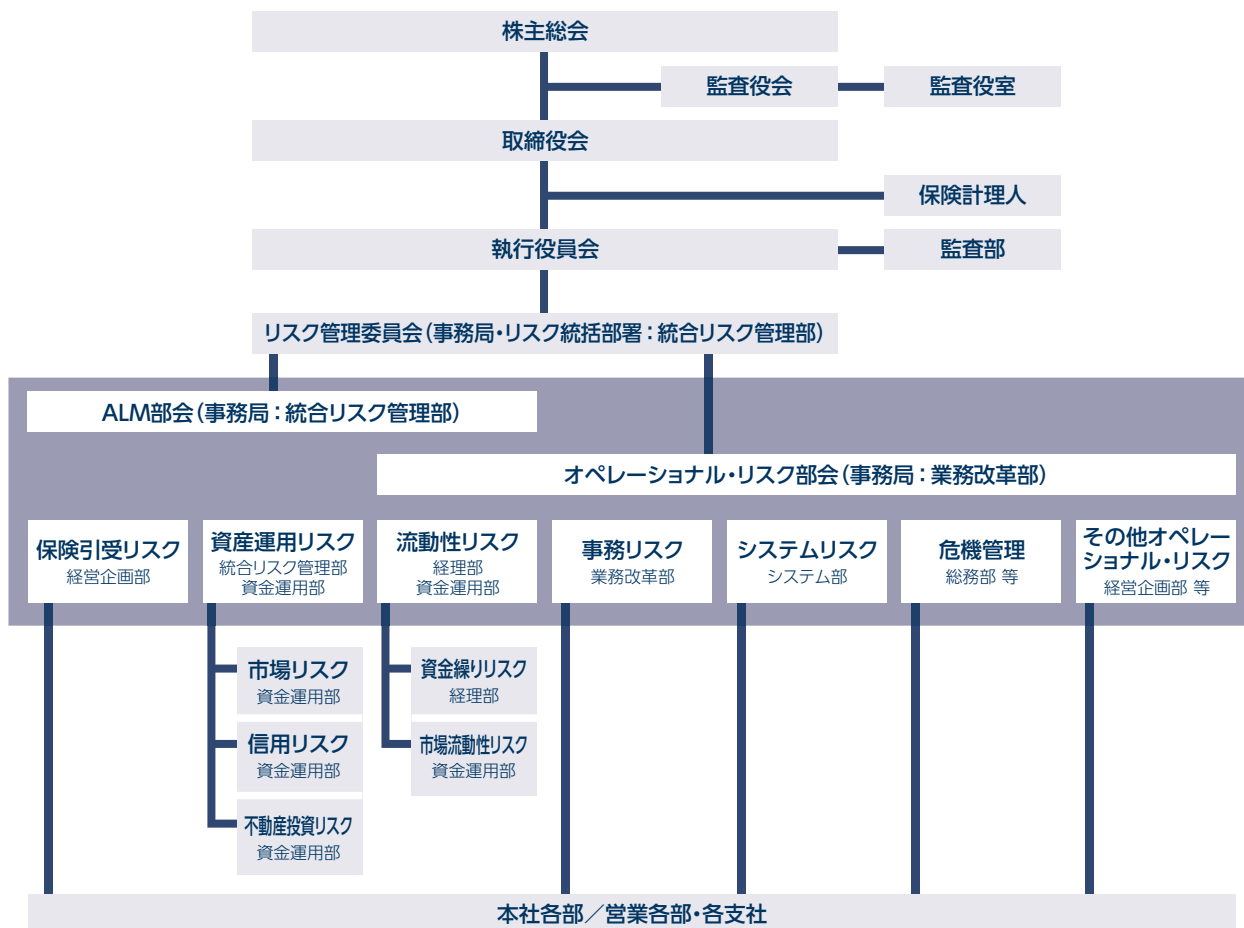 株主総会
監査役会
監査役室
取締役会
保険計理人
執行役員会
監査部
リスク管理委員会(事務局・リスク統括部署:統合リスク管理部)
ALM部会(事務局:統合リスク管理部)
オペレーショナル・リスク部会(事務局:業務改革部)
保険引受リスク
経営企画部
資産運用リスク
統合リスク管理部
資金運用部
流動性リスク
経理部
資金運用部
事務リスク
業務改革部
システムリスク
システム部
危機管理
総務部 等
その他オペレー
ショナル・リスク
経営企画部 等
市場リスク
資金運用部
信用リスク
資金運用部
不動産投資リスク
資金運用部
資金繰りリスク
経理部
市場流動性リスク
資金運用部
本社各部/営業各部・各支社